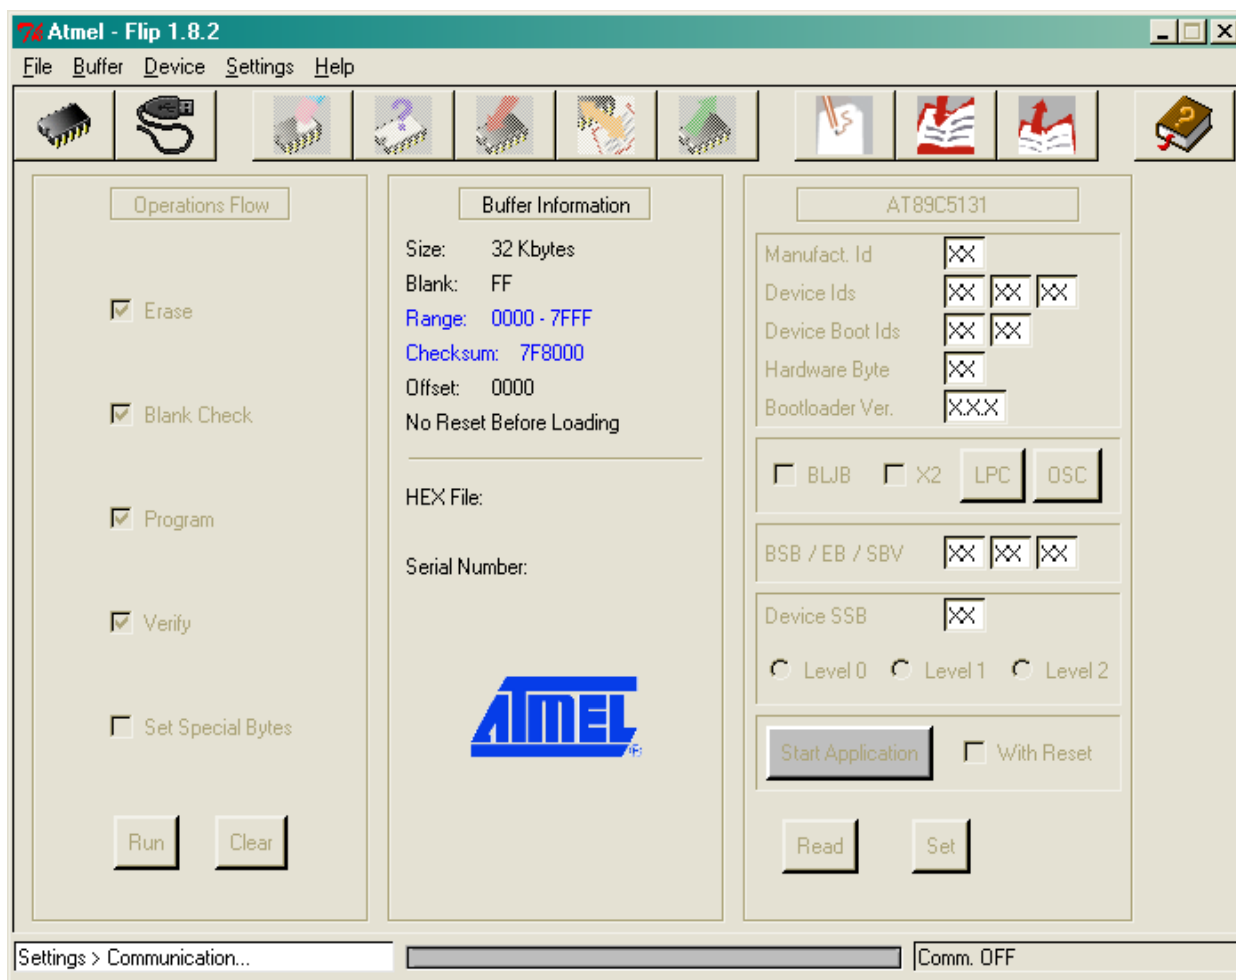 Atmel - Flip 1.8.2
File Buffer Device Settings Help
Operations Flow
Erase
Blank Check
Program
Verify
Set Special Bytes
Run Clear
Buffer Information
Size: 32 Kbytes
Blank: FF
Range: 0000 - 7FFF
Checksum: 7F8000
Offset: 0000
No Reset Before Loading
HEX File:
Serial Number:
ATMEL ®
AT89C5131
Manufact. Id XX
Device Ids XX XX XX
Device Boot Ids XX XX
Hardware Byte XX
Bootloader Ver. X.X.X
BLJB X2 LPC OSC
BSB / EB / SBV XX XX XX
Device SSB XX
Level 0 Level 1 Level 2
Start Application With Reset
Read Set
Settings > Communication... Comm. OFF